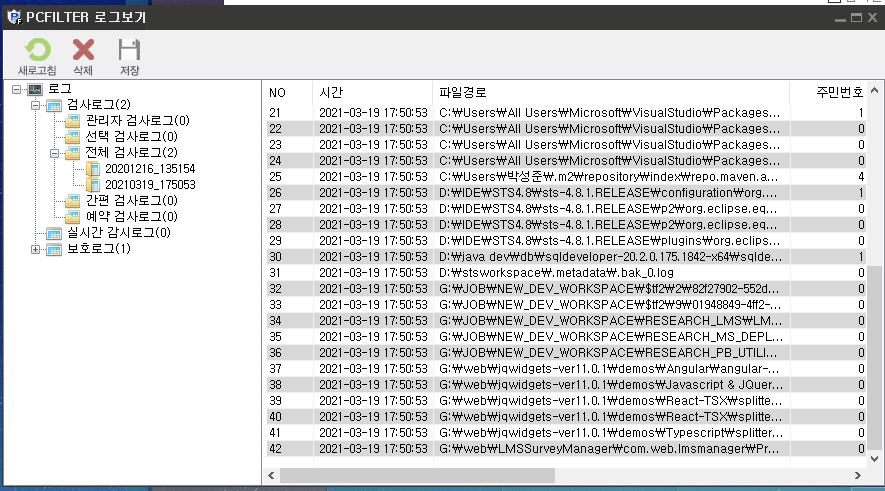 PCFILTER 로그보기
새로고침 삭제 저장
로그
검사로그(2)
관리자 검사로그(0)
선택 검사로그(0)
전체 검사로그(2)
20201216_135154
20210319_175053
간편 검사로그(0)
예약 검사로그(0)
실시간 감시로그(0)
보호로그(1)
NO 시간 파일경로 주민번호
21 2021-03-19 17:50:53 C:₩Users₩All Users₩Microsoft₩VisualStudio₩Packages... 1
22 2021-03-19 17:50:53 C:₩Users₩All Users₩Microsoft₩VisualStudio₩Packages... 0
23 2021-03-19 17:50:53 C:₩Users₩All Users₩Microsoft₩VisualStudio₩Packages... 0
24 2021-03-19 17:50:53 C:₩Users₩All Users₩Microsoft₩VisualStudio₩Packages... 0
25 2021-03-19 17:50:53 C:₩Users₩박성준₩.m2₩repository₩index₩repo.maven.a... 4
26 2021-03-19 17:50:53 D:₩IDE₩STS4.8₩sts-4.8.1.RELEASE₩configuration₩org.... 1
27 2021-03-19 17:50:53 D:₩IDE₩STS4.8₩sts-4.8.1.RELEASE₩p2₩org.eclipse.eq... 0
28 2021-03-19 17:50:53 D:₩IDE₩STS4.8₩sts-4.8.1.RELEASE₩p2₩org.eclipse.eq... 0
29 2021-03-19 17:50:53 D:₩IDE₩STS4.8₩sts-4.8.1.RELEASE₩plugins₩org.eclips... 0
30 2021-03-19 17:50:53 D:₩java dev₩db₩sqldeveloper-20.2.0.175.1842-x64₩sqlde... 1
31 2021-03-19 17:50:53 D:₩stsworkspace₩.metadata₩.bak_0.log 0
32 2021-03-19 17:50:53 G:₩JOB₩NEW_DEV_WORKSPACE₩$tf2₩2₩82f27902-552d... 0
33 2021-03-19 17:50:53 G:₩JOB₩NEW_DEV_WORKSPACE₩$tf2₩9₩01948849-4ff2-... 0
34 2021-03-19 17:50:53 G:₩JOB₩NEW_DEV_WORKSPACE₩RESEARCH_LMS₩LM... 0
35 2021-03-19 17:50:53 G:₩JOB₩NEW_DEV_WORKSPACE₩RESEARCH_MS_DEPL... 0
36 2021-03-19 17:50:53 G:₩JOB₩NEW_DEV_WORKSPACE₩RESEARCH_PB_UTILI... 0
37 2021-03-19 17:50:53 G:₩web₩jqwidgets-ver11.0.1₩demos₩Angular₩angular-... 0
38 2021-03-19 17:50:53 G:₩web₩jqwidgets-ver11.0.1₩demos₩Javascript & JQuer... 0
39 2021-03-19 17:50:53 G:₩web₩jqwidgets-ver11.0.1₩demos₩React-TSX₩splitte... 0
40 2021-03-19 17:50:53 G:₩web₩jqwidgets-ver11.0.1₩demos₩React-TSX₩splitte... 0
41 2021-03-19 17:50:53 G:₩web₩jqwidgets-ver11.0.1₩demos₩Typescript₩splitter... 0
42 2021-03-19 17:50:53 G:₩web₩LMSSurveyManager₩com.web.lmsmanager₩Pr... 0